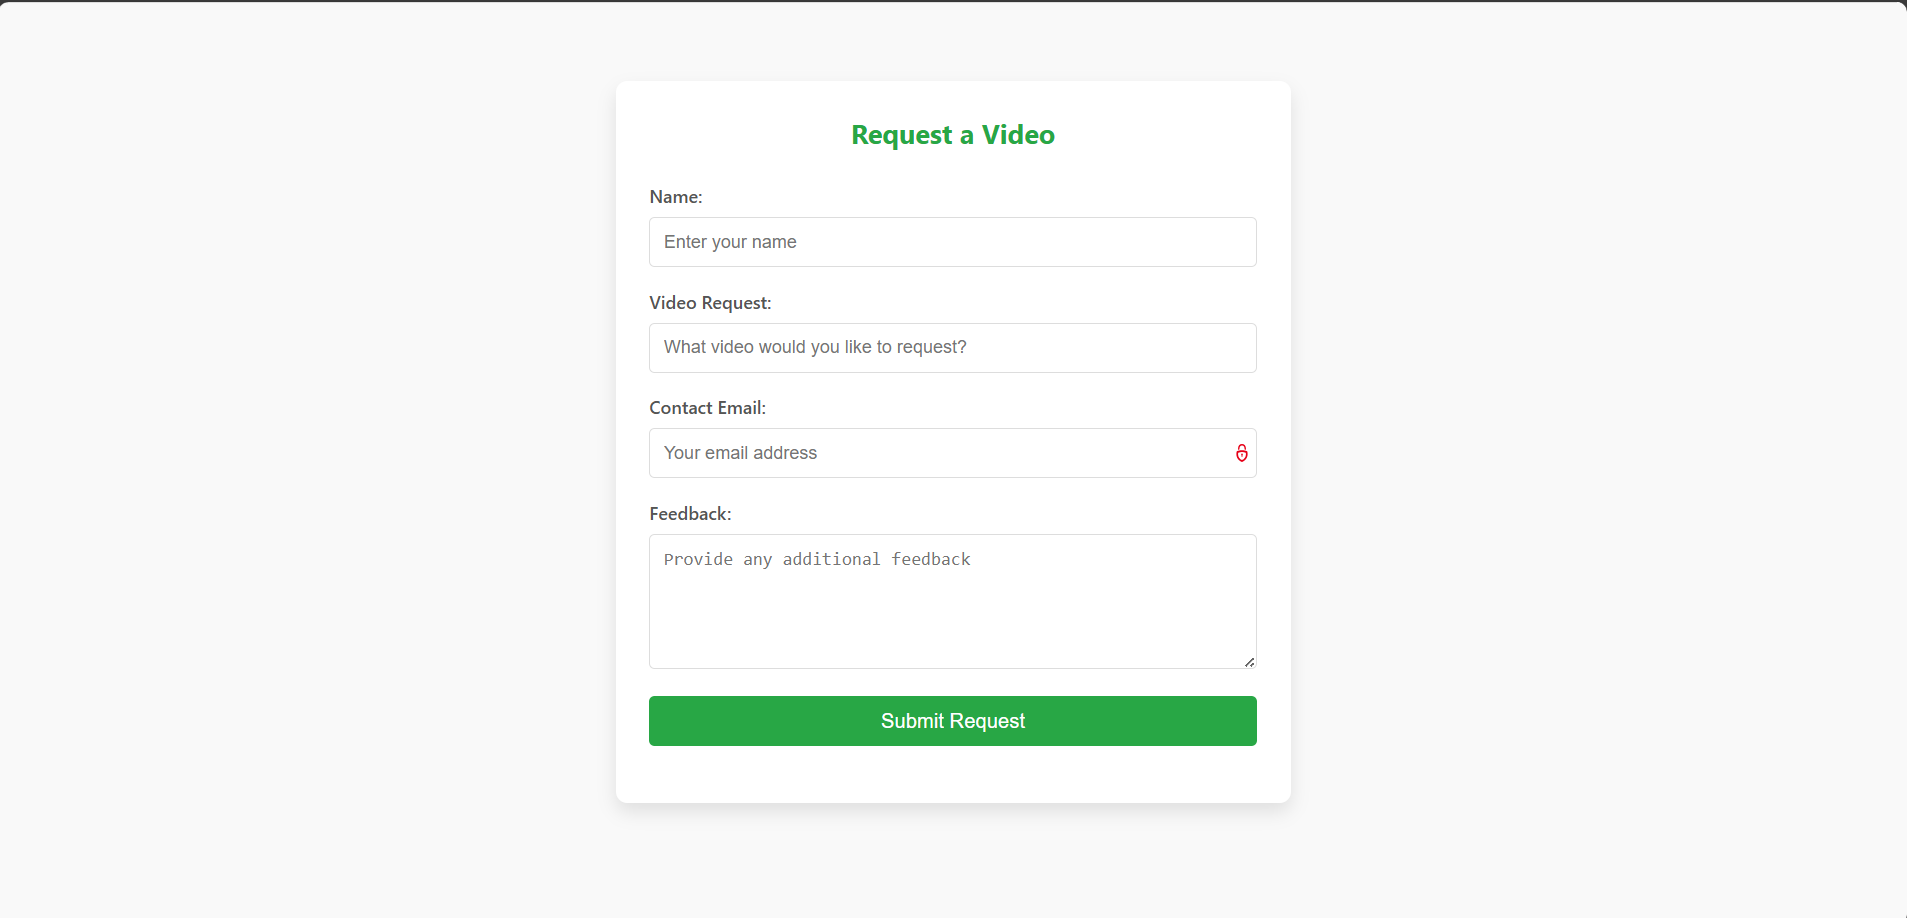 Request a Video
Name:
Enter your name
Video Request:
What video would you like to request?
Contact Email:
Your email address
Feedback:
Provide any additional feedback
Submit Request